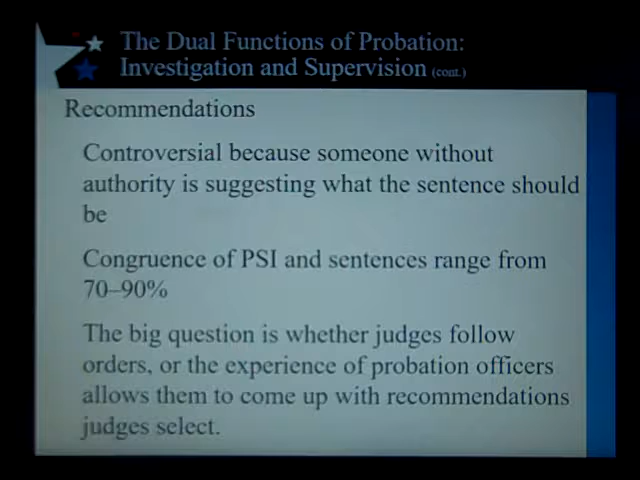 The Dual Functions of Probation:
Investigation and Supervision (cont.)
Recommendations
Controversial because someone without
authority is suggesting what the sentence should
be
Congruence of PSI and sentences range from
70–90%
The big question is whether judges follow
orders, or the experience of probation officers
allows them to come up with recommendations
judges select.